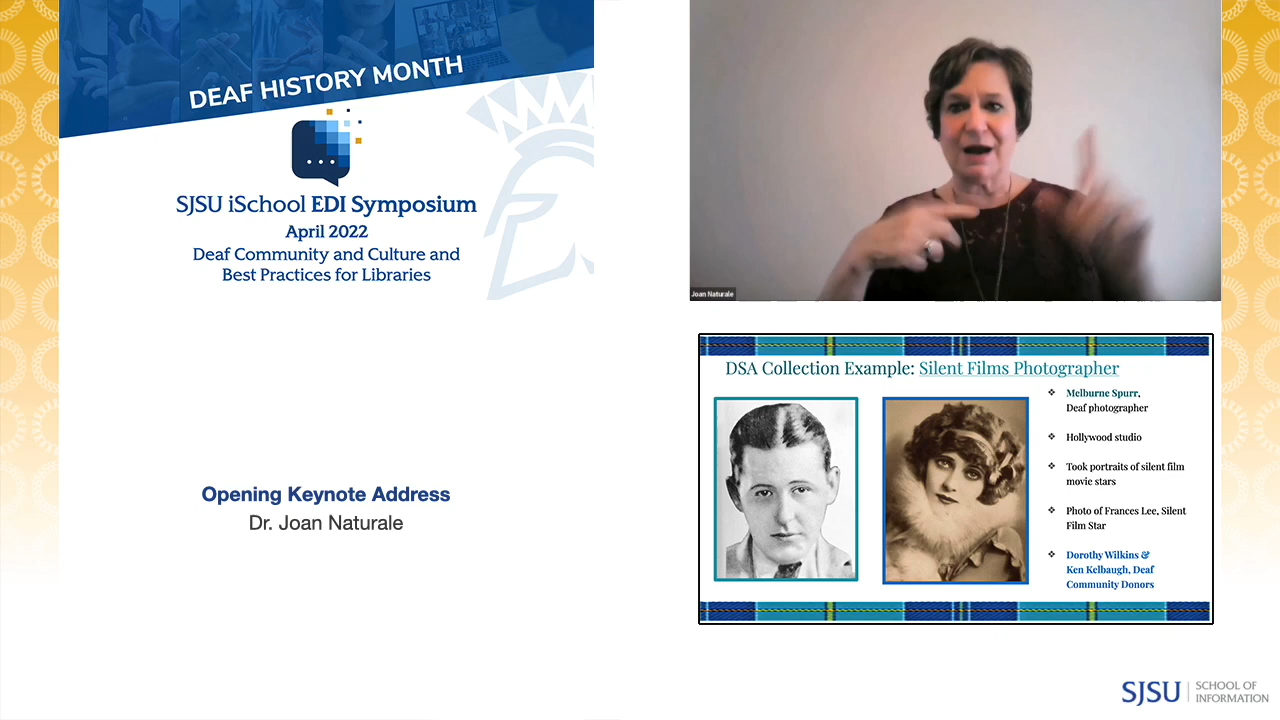 DEAF HISTORY MONTH
SJSU iSchool EDI Symposium
April 2022
Deaf Community and Culture and
Best Practices for Libraries
Opening Keynote Address
Dr. Joan Naturale
Joan Naturale
DSA Collection Example: Silent Films Photographer
❖ Melburne Spurr,
Deaf photographer
❖ Hollywood studio
❖ Took portraits of silent film
movie stars
❖ Photo of Frances Lee, Silent
Film Star
❖ Dorothy Wilkins &
Ken Kelbaugh, Deaf
Community Donors
SJSU | SCHOOL OF
INFORMATION